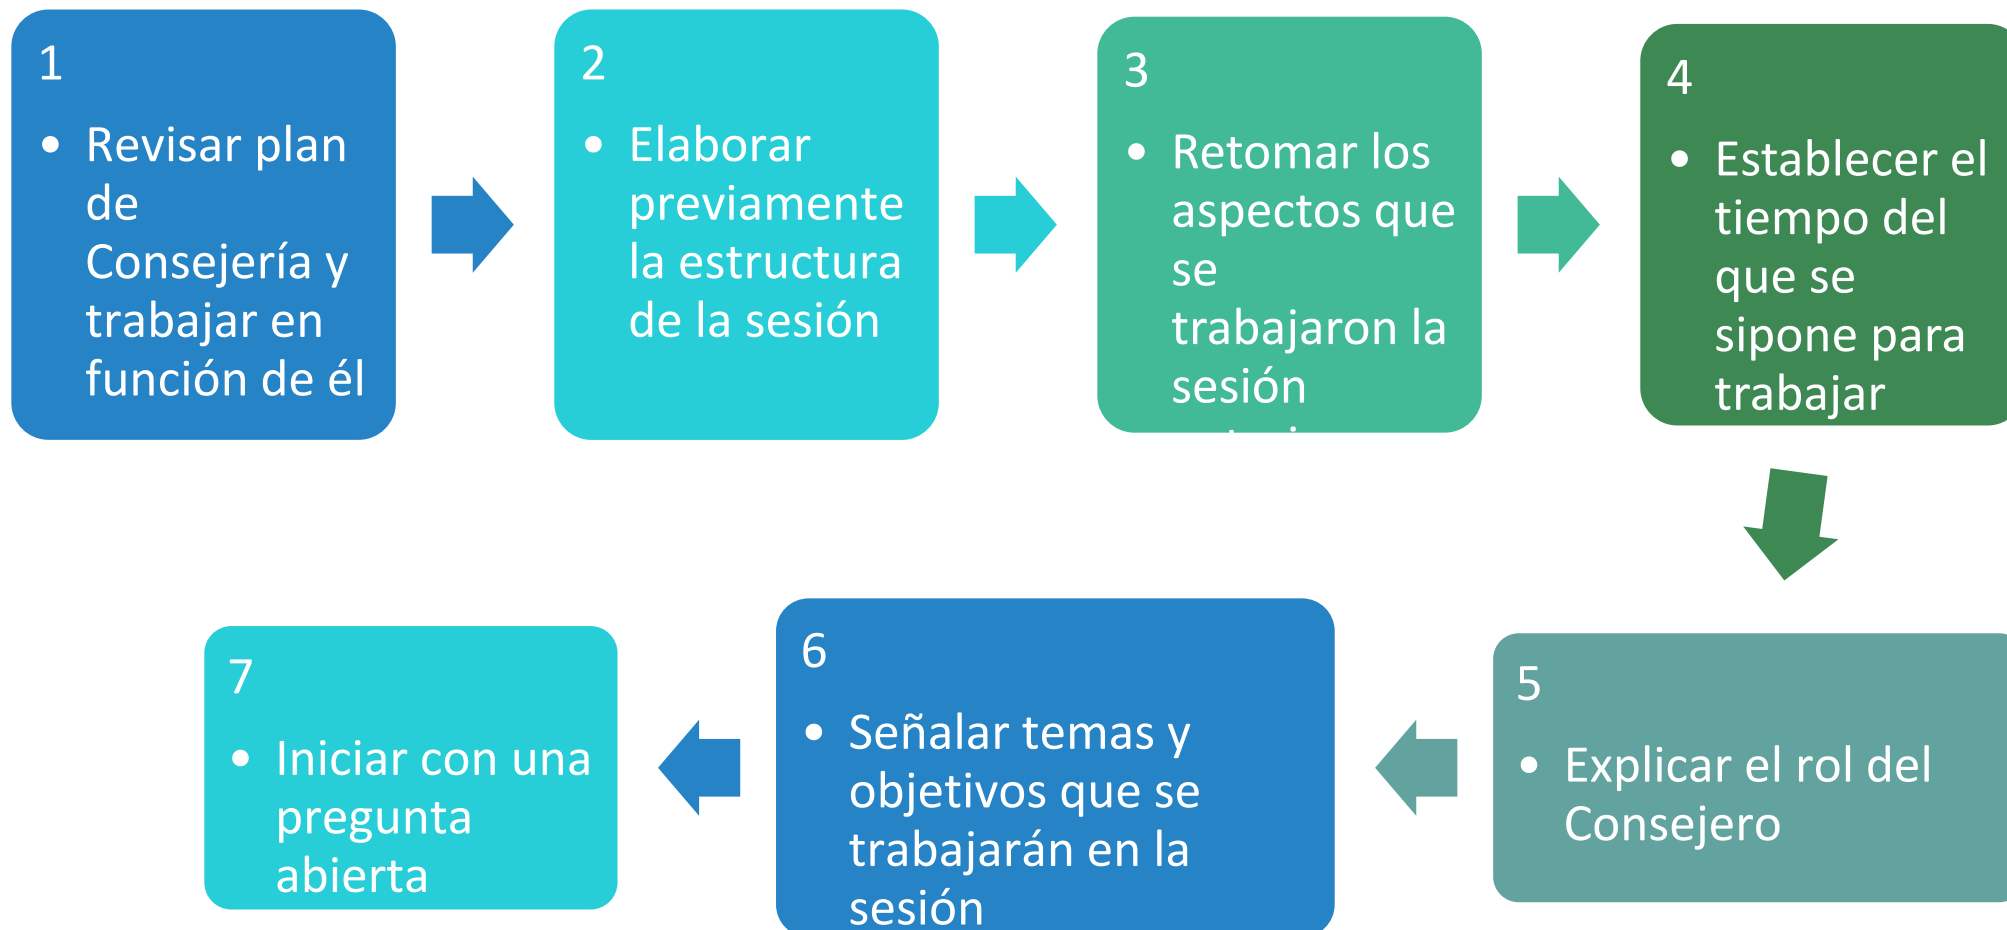 1
• Revisar plan
de
Consejería y
trabajar en
función de él
2
• Elaborar
previamente
la estructura
de la sesión
3
• Retomar los
aspectos que
se
trabajaron la
sesión
4
• Establecer el
tiempo del
que se
sipone para
trabajar
5
• Explicar el rol del
Consejero
6
• Señalar temas y
objetivos que se
trabajarán en la
sesión
7
• Iniciar con una
pregunta
abierta